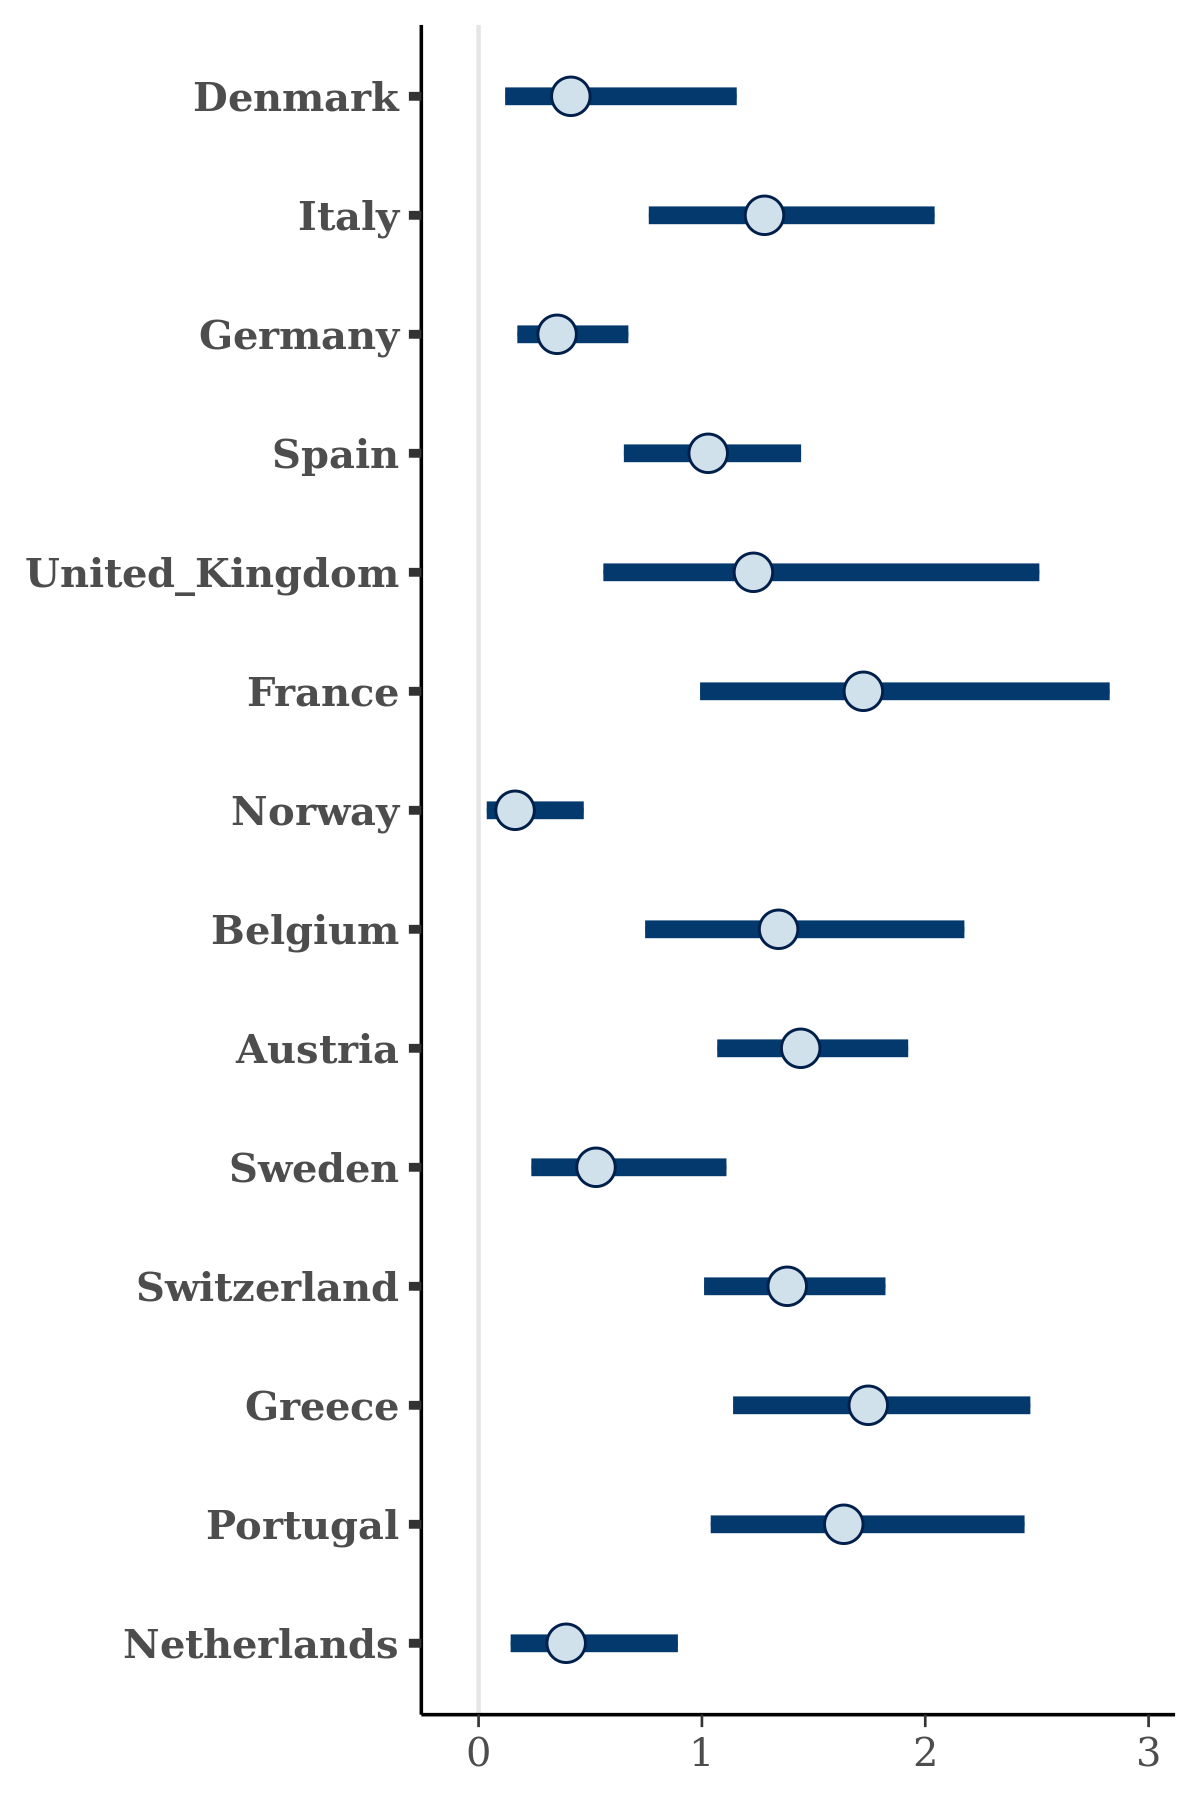 Denmark
Italy
Germany
Spain
United_Kingdom
France
Norway
Belgium
Austria
Sweden
Switzerland
Greece
Portugal
Netherlands
0 1 2 3